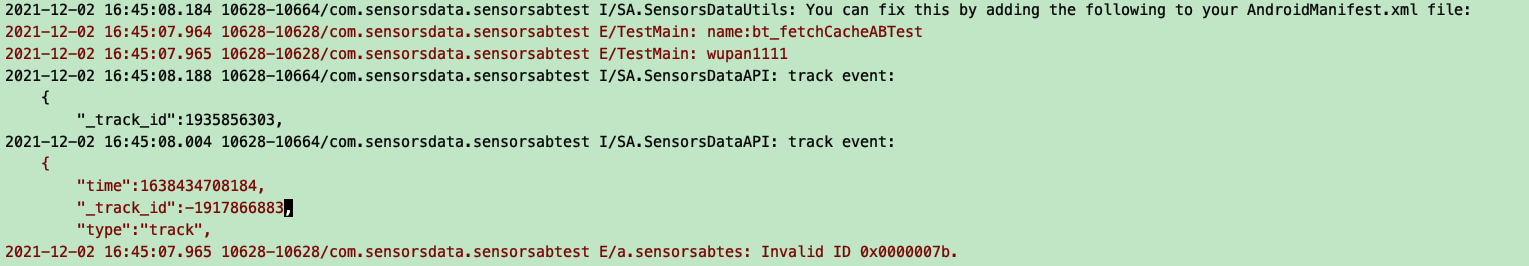 2021-12-02 16:45:08.184 10628-10664/com.sensorsdata.sensorsabtest I/SA.SensorsDataUtils: You can fix this by adding the following to your AndroidManifest.xml file:
2021-12-02 16:45:07.964 10628-10628/com.sensorsdata.sensorsabtest E/TestMain: name:bt_fetchCacheABTest
2021-12-02 16:45:07.965 10628-10628/com.sensorsdata.sensorsabtest E/TestMain: wupan1111
2021-12-02 16:45:08.188 10628-10664/com.sensorsdata.sensorsabtest I/SA.SensorsDataAPI: track event:
{
"_track_id":1935856303,
2021-12-02 16:45:08.004 10628-10664/com.sensorsdata.sensorsabtest I/SA.SensorsDataAPI: track event:
{
"time":1638434708184,
"_track_id":-1917866883,
"type":"track",
2021-12-02 16:45:07.965 10628-10628/com.sensorsdata.sensorsabtest E/a.sensorsabtes: Invalid ID 0x0000007b.